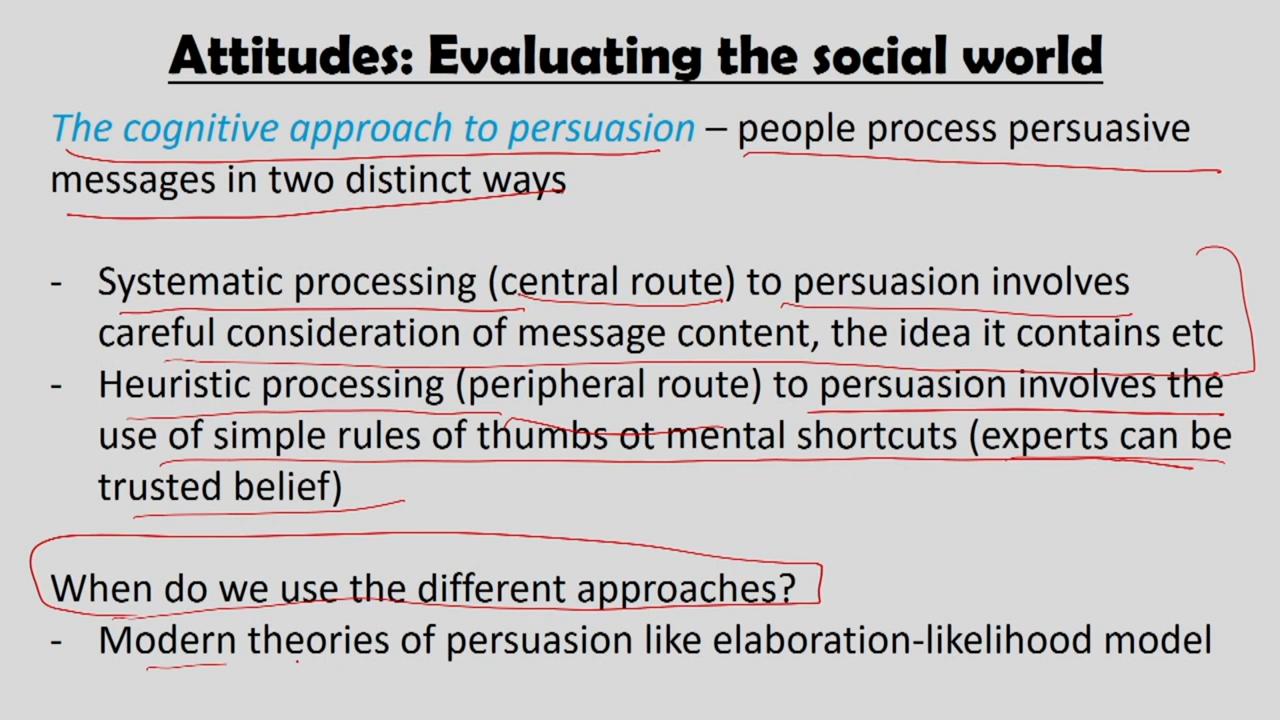 Attitudes: Evaluating the social world
The cognitive approach to persuasion – people process persuasive
messages in two distinct ways
- Systematic processing (central route) to persuasion involves
careful consideration of message content, the idea it contains etc
- Heuristic processing (peripheral route) to persuasion involves the
use of simple rules of thumbs ot mental shortcuts (experts can be
trusted belief)
When do we use the different approaches?
- Modern theories of persuasion like elaboration-likelihood model